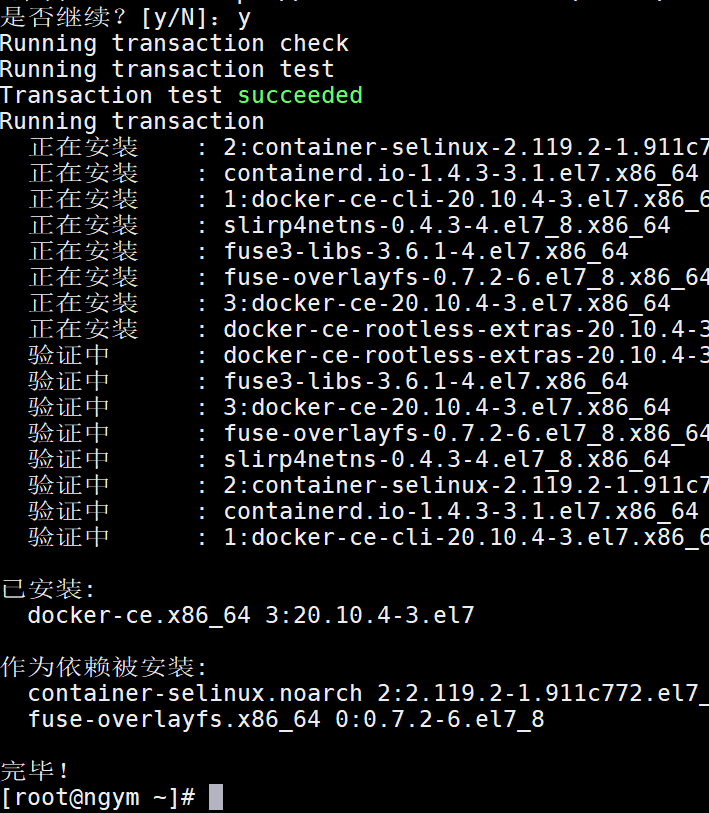 是否继续？[y/N]：y
Running transaction check
Running transaction test
Transaction test succeeded
Running transaction
  正在安装    : 2:container-selinux-2.119.2-1.911c7
  正在安装    : containerd.io-1.4.3-3.1.el7.x86_64
  正在安装    : 1:docker-ce-cli-20.10.4-3.el7.x86_6
  正在安装    : slirp4netns-0.4.3-4.el7_8.x86_64
  正在安装    : fuse3-libs-3.6.1-4.el7.x86_64
  正在安装    : fuse-overlayfs-0.7.2-6.el7_8.x86_64
  正在安装    : 3:docker-ce-20.10.4-3.el7.x86_64
  正在安装    : docker-ce-rootless-extras-20.10.4-3
  验证中      : docker-ce-rootless-extras-20.10.4-3
  验证中      : fuse3-libs-3.6.1-4.el7.x86_64
  验证中      : 3:docker-ce-20.10.4-3.el7.x86_64
  验证中      : fuse-overlayfs-0.7.2-6.el7_8.x86_64
  验证中      : slirp4netns-0.4.3-4.el7_8.x86_64
  验证中      : 2:container-selinux-2.119.2-1.911c7
  验证中      : containerd.io-1.4.3-3.1.el7.x86_64
  验证中      : 1:docker-ce-cli-20.10.4-3.el7.x86_6

已安装:
  docker-ce.x86_64 3:20.10.4-3.el7

作为依赖被安装:
  container-selinux.noarch 2:2.119.2-1.911c772.el7_
  fuse-overlayfs.x86_64 0:0.7.2-6.el7_8

完毕！
[root@ngym ~]#